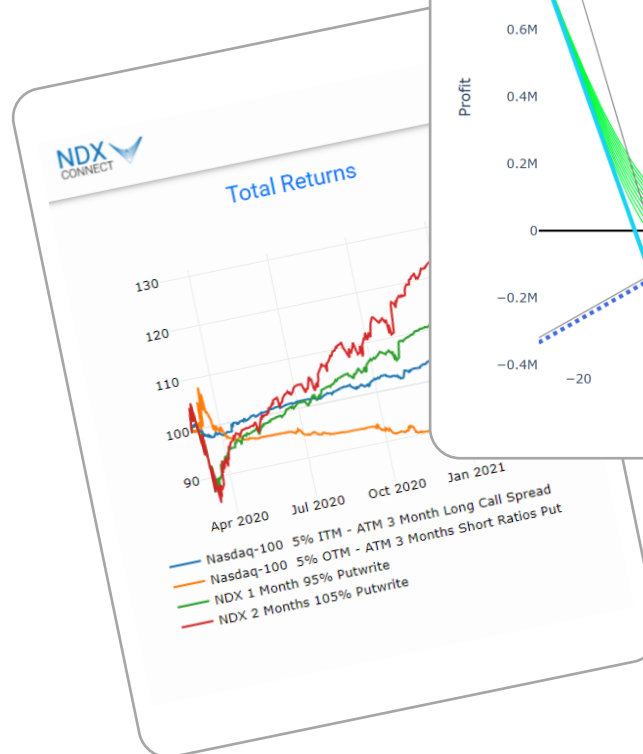 NDX
CONNECT
Total Returns
130
120
110
100
90
Apr 2020
Jul 2020
Oct 2020
Jan 2021
Nasdaq-100  5% ITM - ATM 3 Month Long Call Spread
Nasdaq-100  5% OTM - ATM 3 Months Short Ratios Put
NDX 1 Month 95% Putwrite
NDX 2 Months 105% Putwrite
Profit
0.6M
0.4M
0.2M
0
−0.2M
−0.4M
−20